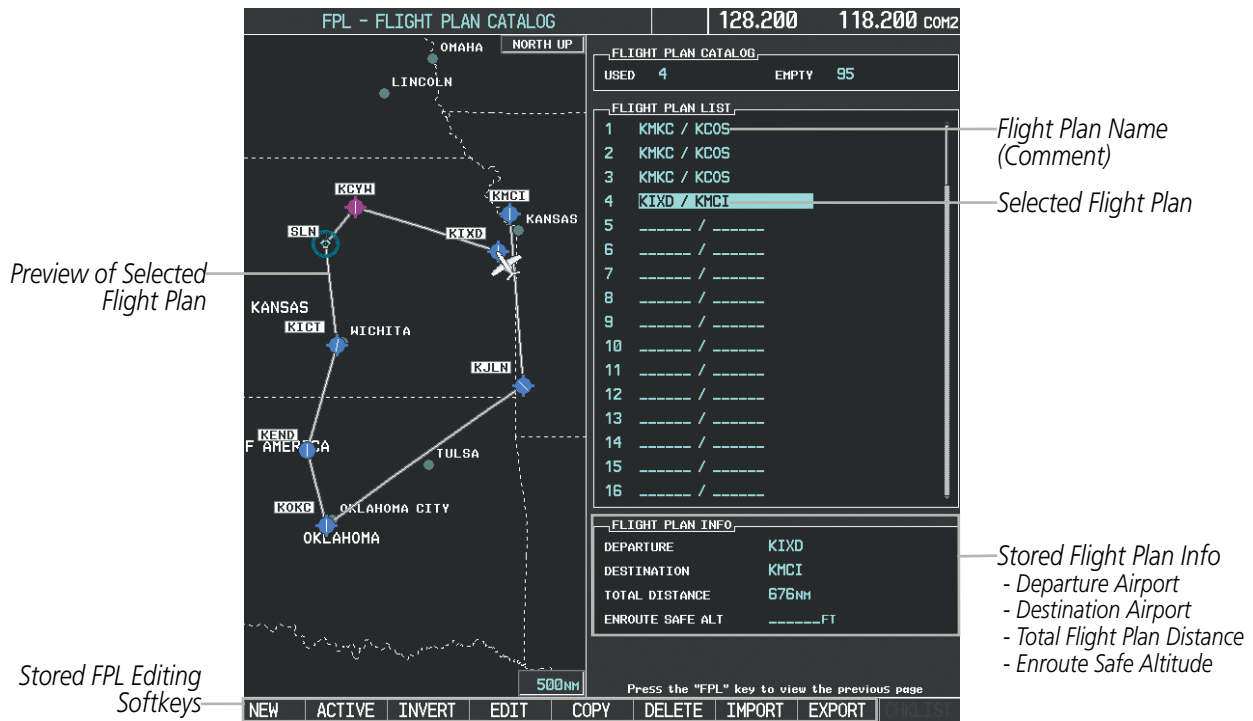 FPL – FLIGHT PLAN CATALOG
128.200 118.200 COM2
NORTH UP
OMAHA
LINCOLN
KCYW
KMCI
KANSAS
SLN
KIXD
KANSAS
KICT
WICHITA
KJLN
KEND
F AMERICA
TULSA
KOKC
OKLAHOMA CITY
OKLAHOMA
500NM
FLIGHT PLAN CATALOG
USED 4 EMPTY 95
FLIGHT PLAN LIST
1 KMKC / KCOS
2 KMKC / KCOS
3 KMKC / KCOS
4 KIXD / KMCI
5 ______ / ______
6 ______ / ______
7 ______ / ______
8 ______ / ______
9 ______ / ______
10 ______ / ______
11 ______ / ______
12 ______ / ______
13 ______ / ______
14 ______ / ______
15 ______ / ______
16 ______ / ______
FLIGHT PLAN INFO
DEPARTURE KIXD
DESTINATION KMCI
TOTAL DISTANCE 676NM
ENROUTE SAFE ALT ______FT
Press the "FPL" key to view the previous page
NEW ACTIVE INVERT EDIT COPY DELETE IMPORT EXPORT CHKLIST
Flight Plan Name
(Comment)
Selected Flight Plan
Preview of Selected
Flight Plan
Stored Flight Plan Info
- Departure Airport
- Destination Airport
- Total Flight Plan Distance
- Enroute Safe Altitude
Stored FPL Editing
Softkeys